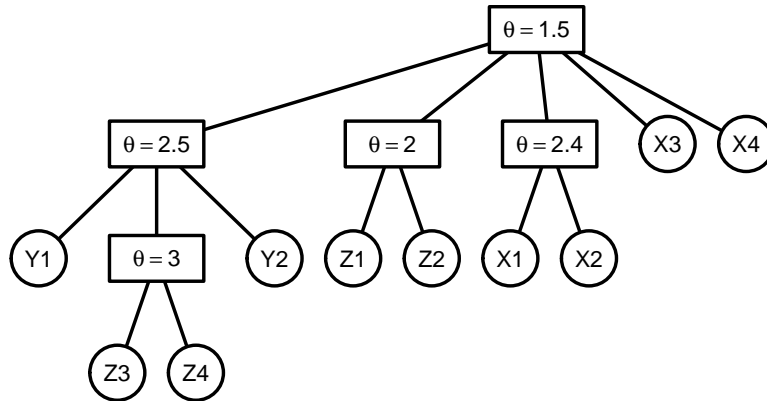 θ = 1.5
θ = 2.5
θ = 2
θ = 2.4
X3
X4
Y1
θ = 3
Y2
Z1
Z2
X1
X2
Z3
Z4